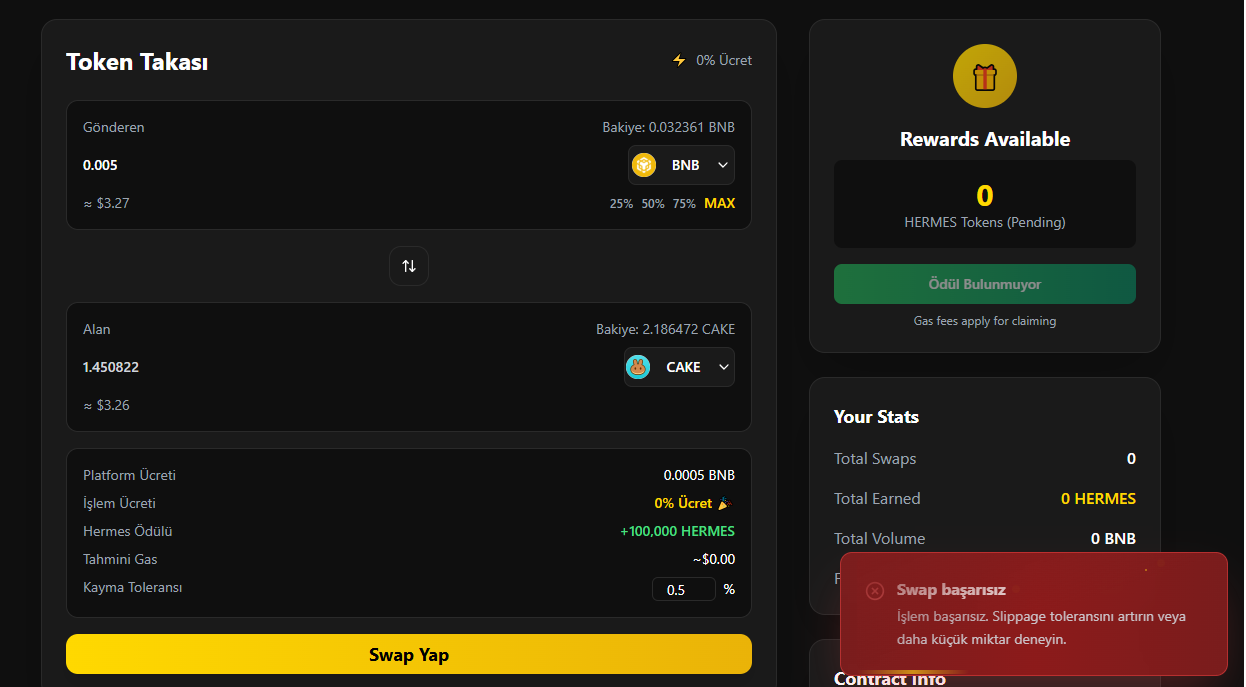 Token Takası
0% Ücret
Gönderen
Bakiye: 0.032361 BNB
0.005
BNB
≈ $3.27
25% 50% 75% MAX
Alan
Bakiye: 2.186472 CAKE
1.450822
CAKE
≈ $3.26
Platform Ücreti
0.0005 BNB
İşlem Ücreti
0% Ücret 🎉
Hermes Ödülü
+100,000 HERMES
Tahmini Gas
~$0.00
Kayma Toleransı
0.5 %
Swap Yap
Rewards Available
0
HERMES Tokens (Pending)
Ödül Bulunmuyor
Gas fees apply for claiming
Your Stats
Total Swaps
0
Total Earned
0 HERMES
Total Volume
0 BNB
Swap başarısız
İşlem başarısız. Slippage toleransını artırın veya
daha küçük miktar deneyin.
Contract Info